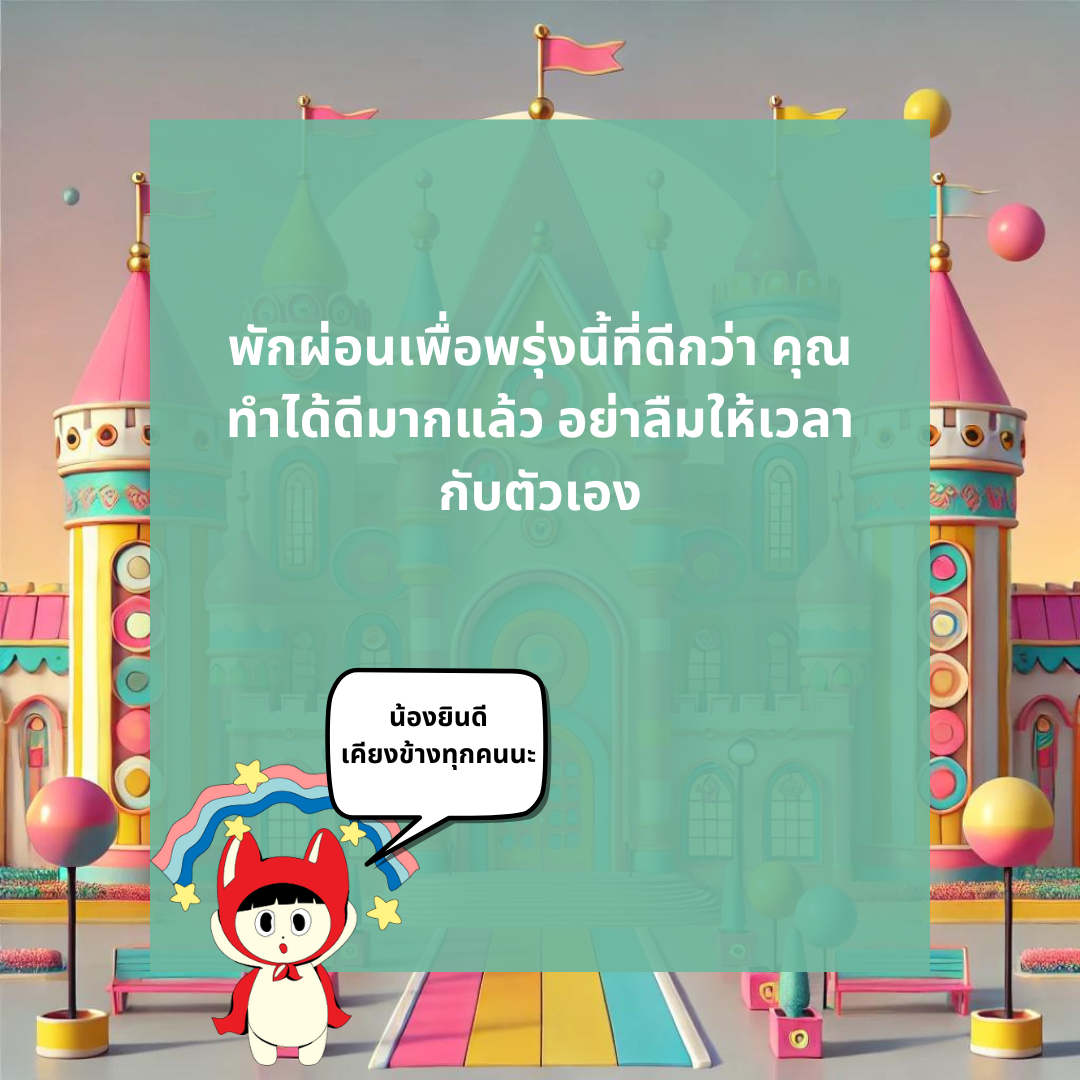 พักผ่อนเพื่อพรุ่งนี้ที่ดีกว่า คุณ
ทำได้ดีมากแล้ว อย่าลืมให้เวลา
กับตัวเอง
น้องยินดี
เคียงข้างทุกคนนะ